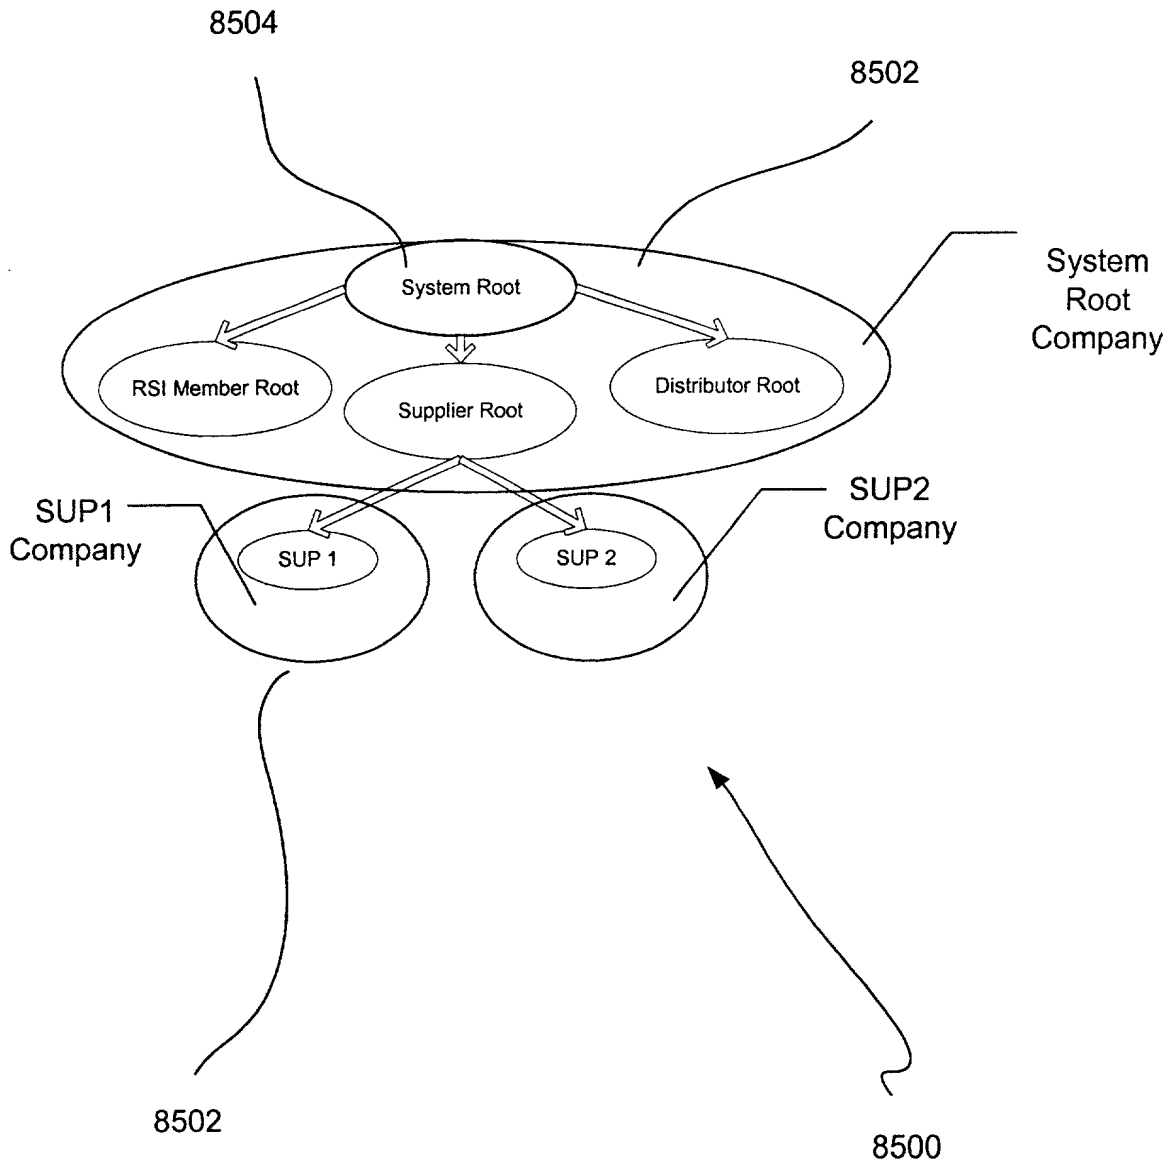 8504
8502
System Root
System
Root
Company
RSI Member Root
Supplier Root
Distributor Root
SUP1
Company
SUP2
Company
SUP 1
SUP 2
8502
8500